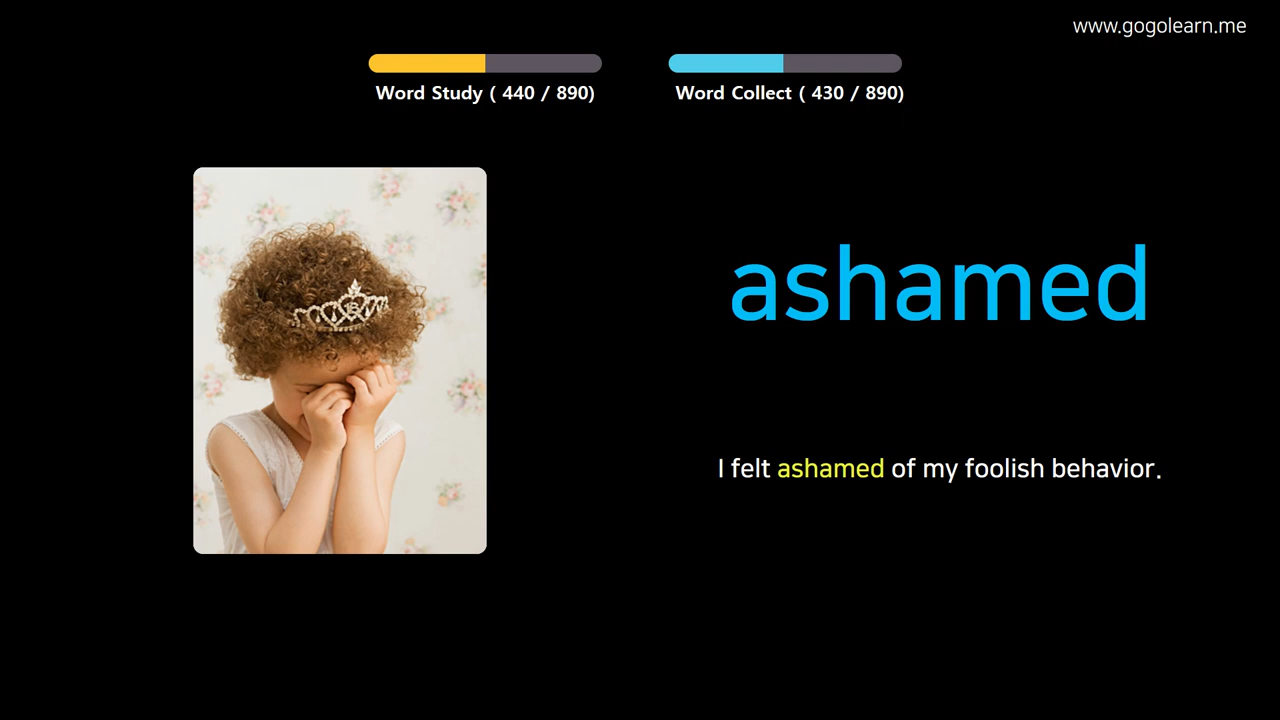 www.gogolearn.me
Word Study ( 440 / 890)
Word Collect ( 430 / 890)
ashamed
I felt ashamed of my foolish behavior.